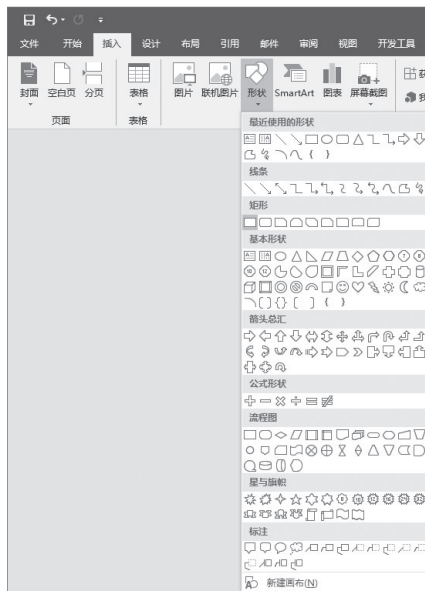 文件 开始 插入 设计 布局 引用 邮件 审阅 视图 开发工具
封面 空白页 分页 表格 图片 联机图片 形状 SmartArt 图表 屏幕截图
页面 表格
最近使用的形状
线条
矩形
基本形状
箭头总汇
公式形状
流程图
星与旗帜
标注
新建画布(N)